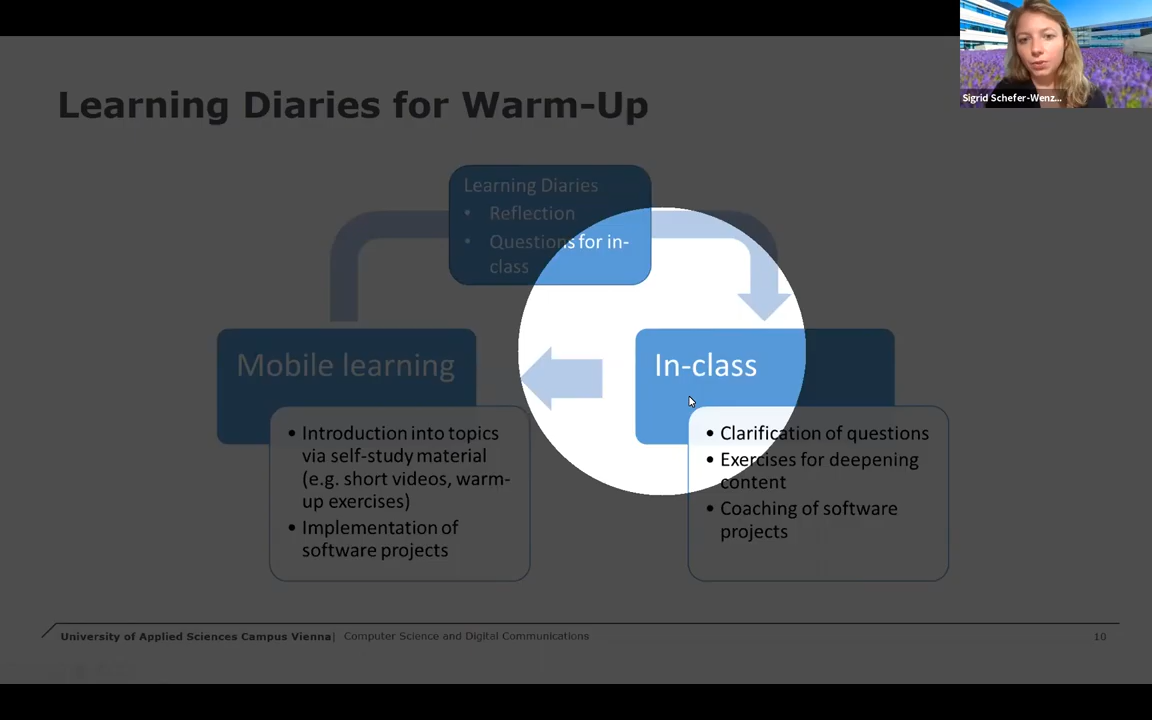 Sigrid Schefer-Wenz...
Learning Diaries for Warm-Up
Learning Diaries
• Reflection
• Questions for in-
class
Mobile learning
• Introduction into topics
via self-study material
(e.g. short videos, warm-
up exercises)
• Implementation of
software projects
In-class
• Clarification of questions
• Exercises for deepening
content
• Coaching of software
projects
University of Applied Sciences Campus Vienna| Computer Science and Digital Communications
10